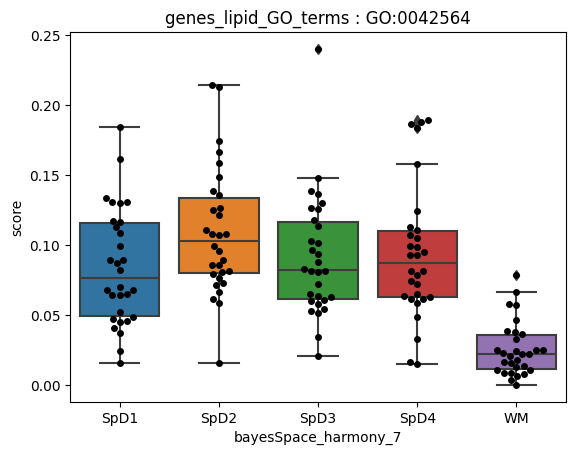 genes_lipid_GO_terms : GO:0042564
0.25
0.20
0.15
0.10
0.05
0.00
score
SpD1 SpD2 SpD3 SpD4 WM
bayesSpace_harmony_7